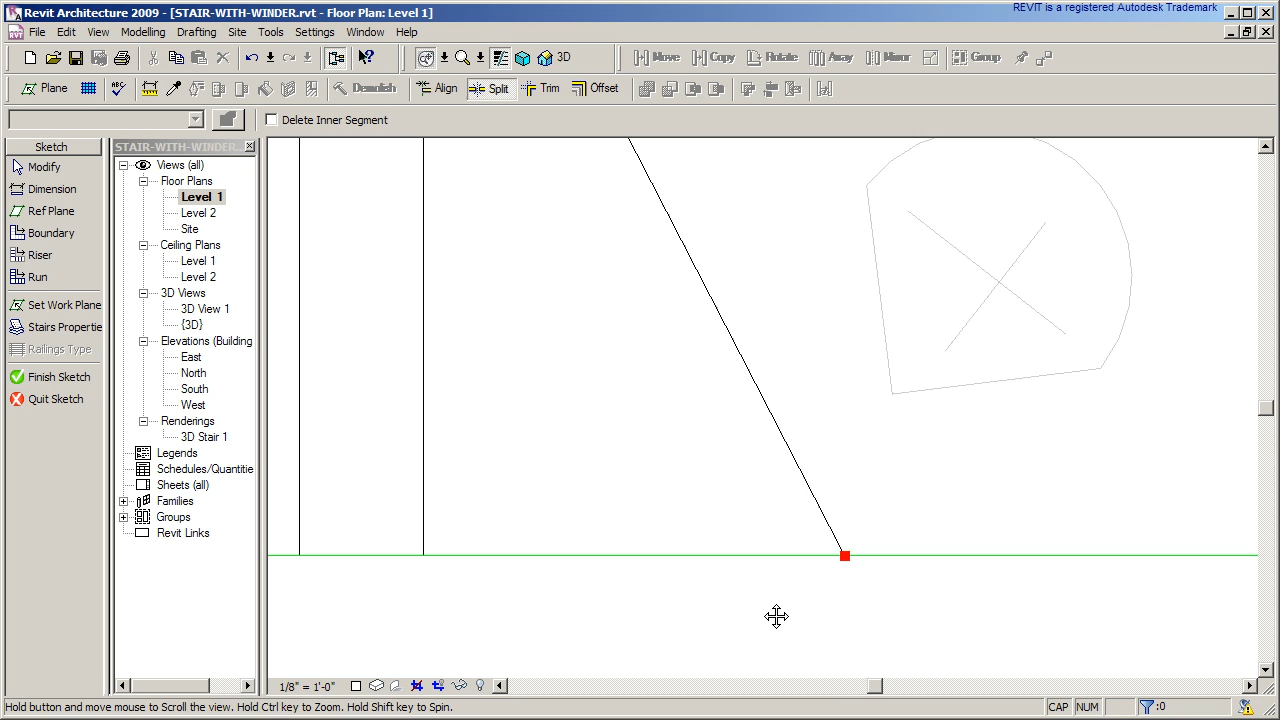 Revit Architecture 2009 - [STAIR-WITH-WINDER.rvt - Floor Plan: Level 1]
REVIT is a registered Autodesk Trademark
File Edit View Modelling Drafting Site Tools Settings Window Help
3D Move Copy Rotate Array Mirror Group
Plane Demolish Align Split Trim Offset
Delete Inner Segment
Sketch
Modify
Dimension
Ref Plane
Boundary
Riser
Run
Set Work Plane
Stairs Propertie
Railings Type
Finish Sketch
Quit Sketch
STAIR-WITH-WINDER...
Views (all)
Floor Plans
Level 1
Level 2
Site
Ceiling Plans
Level 1
Level 2
3D Views
3D View 1
{3D}
Elevations (Building
East
North
South
West
Renderings
3D Stair 1
Legends
Schedules/Quantitie
Sheets (all)
Families
Groups
Revit Links
1/8" = 1'-0"
Hold button and move mouse to Scroll the view. Hold Ctrl key to Zoom. Hold Shift key to Spin.
CAP NUM :0